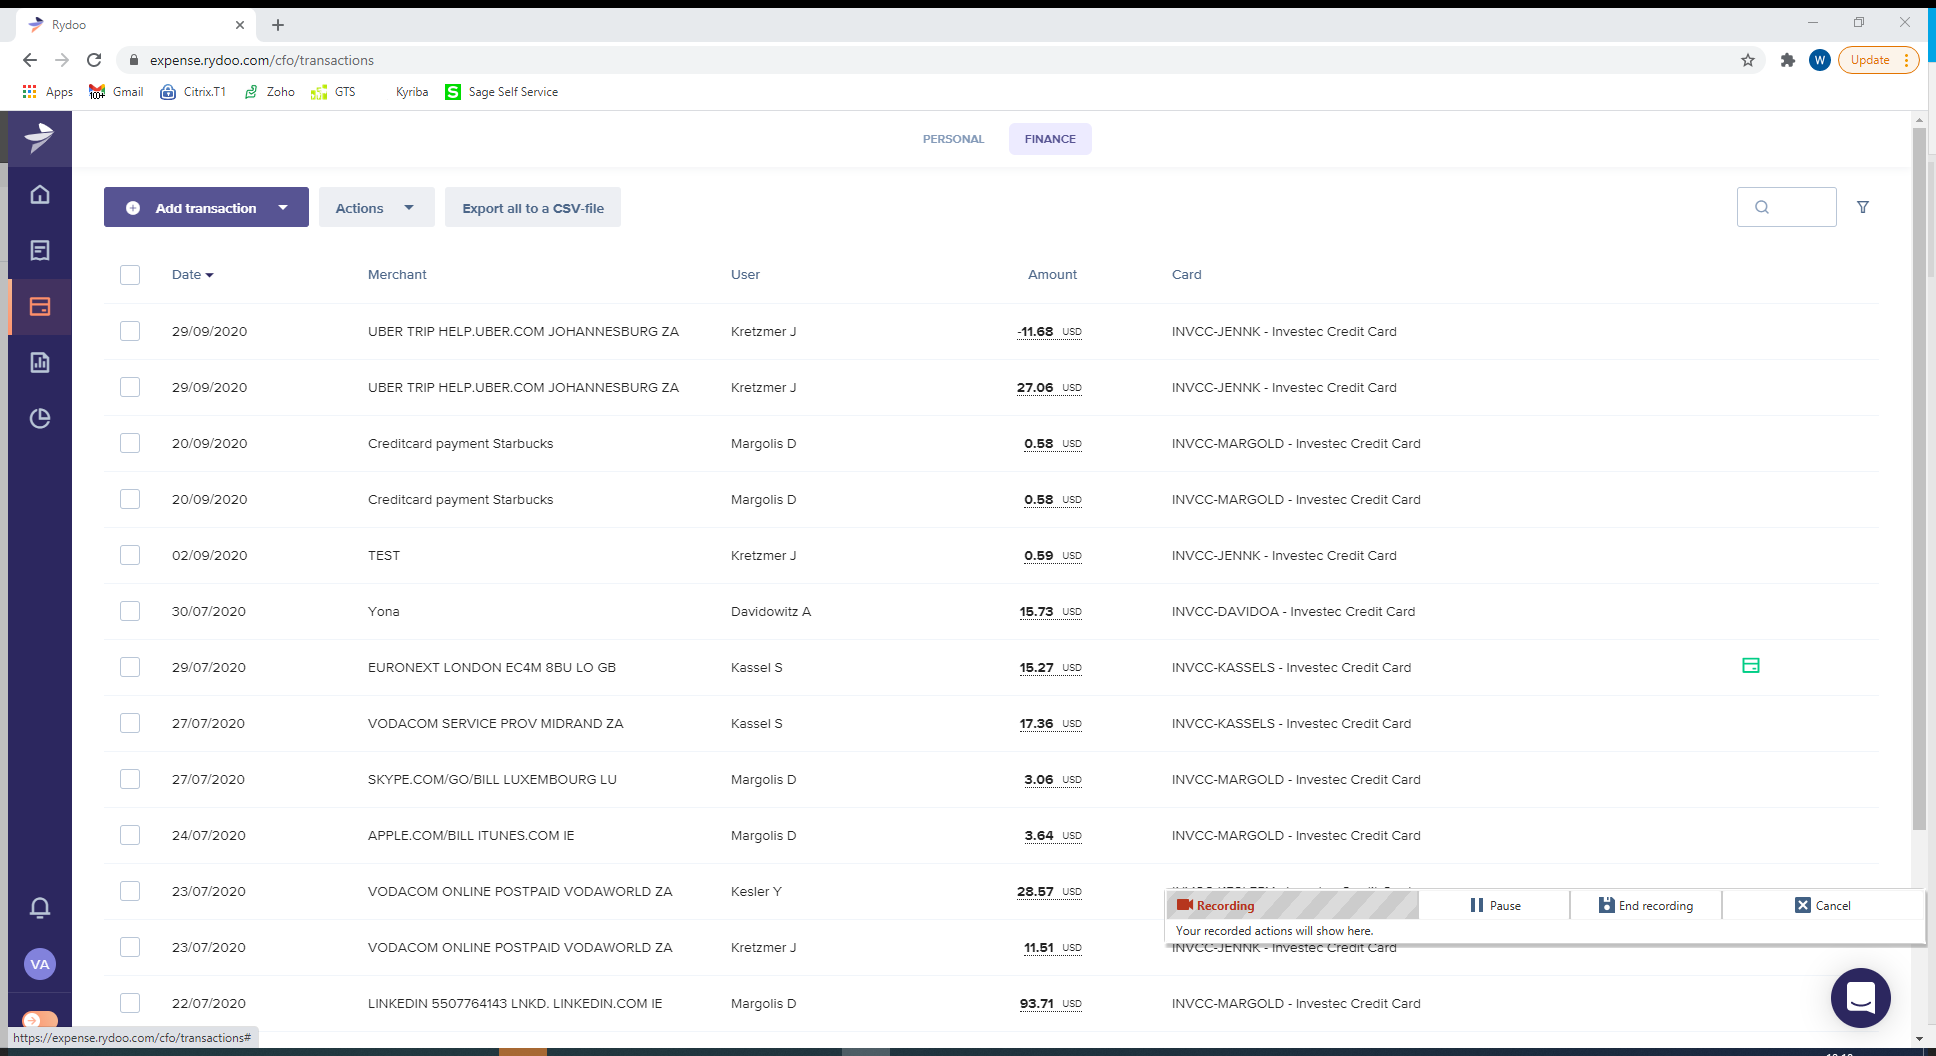 Rydoo
expense.rydoo.com/cfo/transactions
W
Update
Apps
100+
Gmail
Citrix.T1
Zoho
GTS
Kyriba
S
Sage Self Service
PERSONAL
FINANCE
Add transaction
Actions
Export all to a CSV-file
Date Merchant User Amount Card
29/09/2020 UBER TRIP HELP.UBER.COM JOHANNESBURG ZA Kretzmer J -11.68 USD INVCC-JENNK - Investec Credit Card
29/09/2020 UBER TRIP HELP.UBER.COM JOHANNESBURG ZA Kretzmer J 27.06 USD INVCC-JENNK - Investec Credit Card
20/09/2020 Creditcard payment Starbucks Margolis D 0.58 USD INVCC-MARGOLD - Investec Credit Card
20/09/2020 Creditcard payment Starbucks Margolis D 0.58 USD INVCC-MARGOLD - Investec Credit Card
02/09/2020 TEST Kretzmer J 0.59 USD INVCC-JENNK - Investec Credit Card
30/07/2020 Yona Davidowitz A 15.73 USD INVCC-DAVIDOA - Investec Credit Card
29/07/2020 EURONEXT LONDON EC4M 8BU LO GB Kassel S 15.27 USD INVCC-KASSELS - Investec Credit Card
27/07/2020 VODACOM SERVICE PROV MIDRAND ZA Kassel S 17.36 USD INVCC-KASSELS - Investec Credit Card
27/07/2020 SKYPE.COM/GO/BILL LUXEMBOURG LU Margolis D 3.06 USD INVCC-MARGOLD - Investec Credit Card
24/07/2020 APPLE.COM/BILL ITUNES.COM IE Margolis D 3.64 USD INVCC-MARGOLD - Investec Credit Card
23/07/2020 VODACOM ONLINE POSTPAID VODAWORLD ZA Kesler Y 28.57 USD
Recording
Pause
End recording
Cancel
Your recorded actions will show here.
23/07/2020 VODACOM ONLINE POSTPAID VODAWORLD ZA Kretzmer J 11.51 USD INVCC-JENNK - Investec Credit Card
VA
22/07/2020 LINKEDIN 5507764143 LNKD. LINKEDIN.COM IE Margolis D 93.71 USD INVCC-MARGOLD - Investec Credit Card
https://expense.rydoo.com/cfo/transactions#